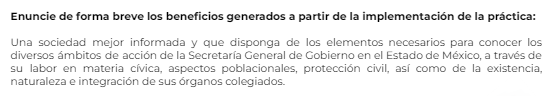 Enuncie de forma breve los beneficios generados a partir de la implementación de la práctica:
Una sociedad mejor informada y que disponga de los elementos necesarios para conocer los
diversos ámbitos de acción de la Secretaría General de Gobierno en el Estado de México, a través de
su labor en materia cívica, aspectos poblacionales, protección civil, así como de la existencia,
naturaleza e integración de sus órganos colegiados.